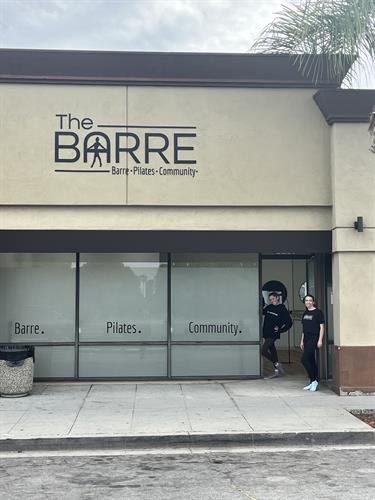 The
BARRE
Barre • Pilates • Community •
Barre.
Pilates.
Community.